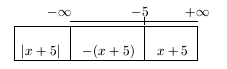 −∞ −5 +∞
|x + 5| −(x + 5) x + 5